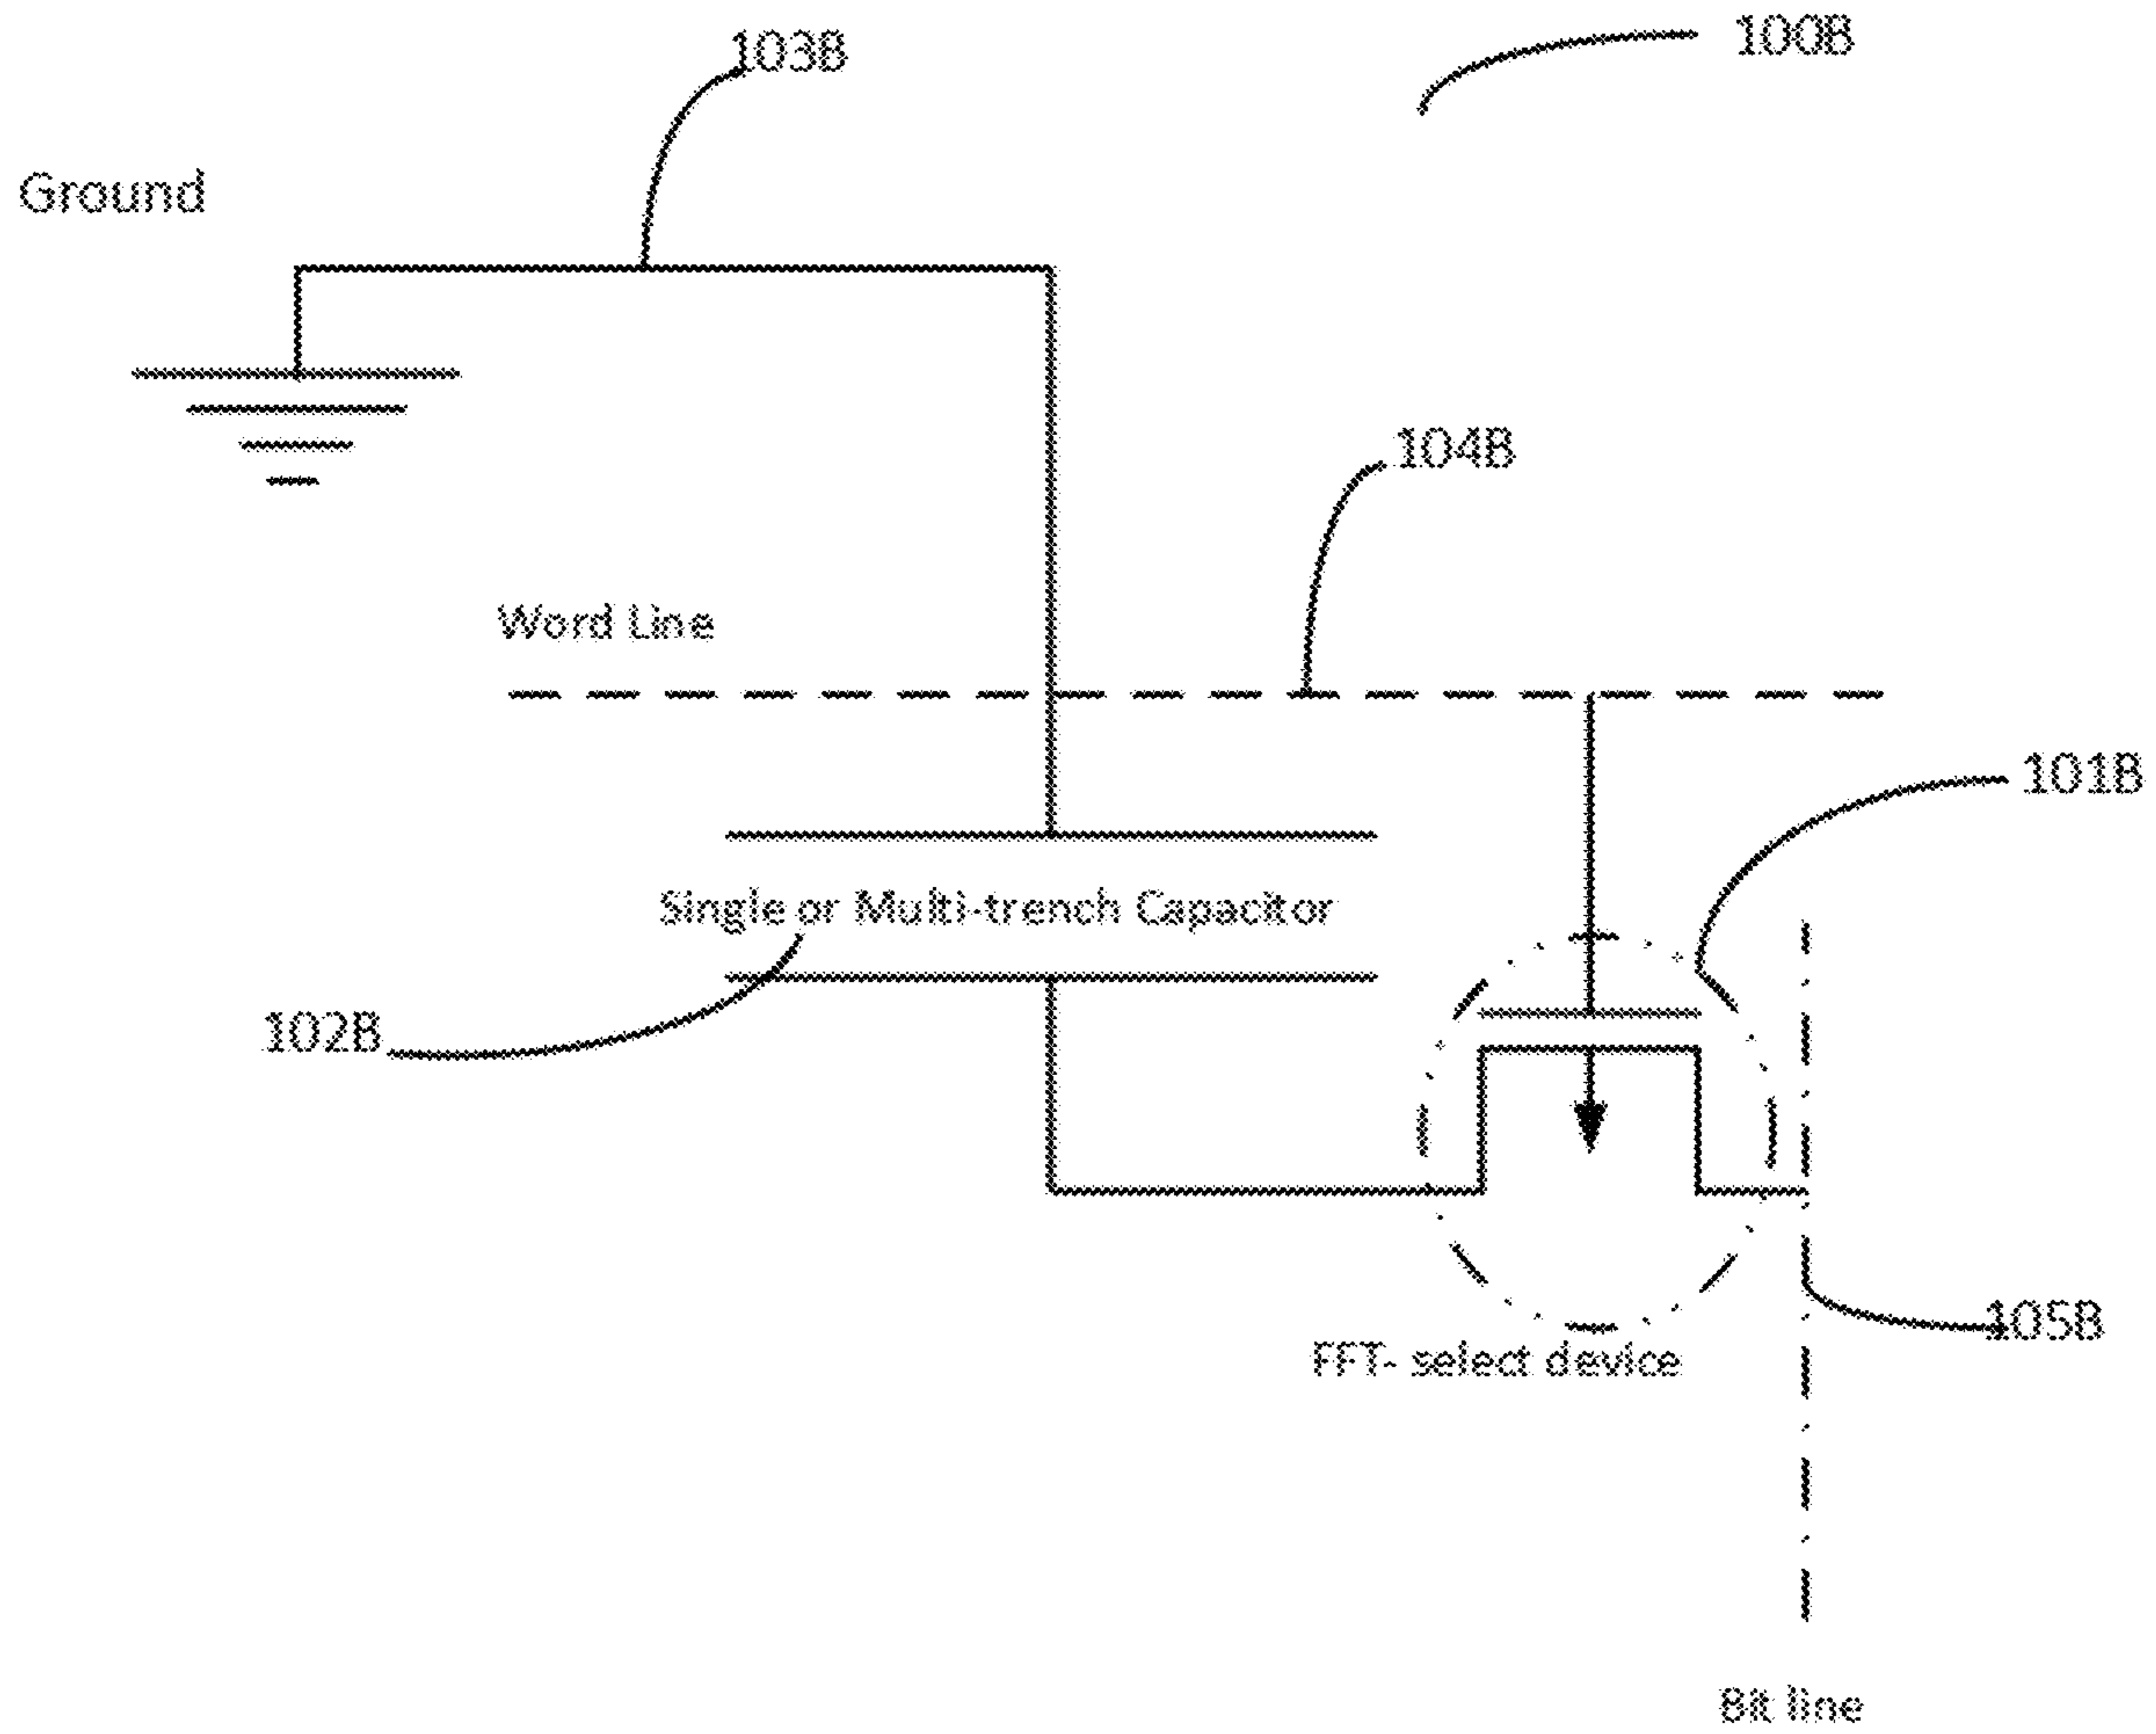 103B
100B
Ground
104B
Word Line
101B
Single or Multi-trench Capacitor
102B
105B
FFT- select device
Bit line